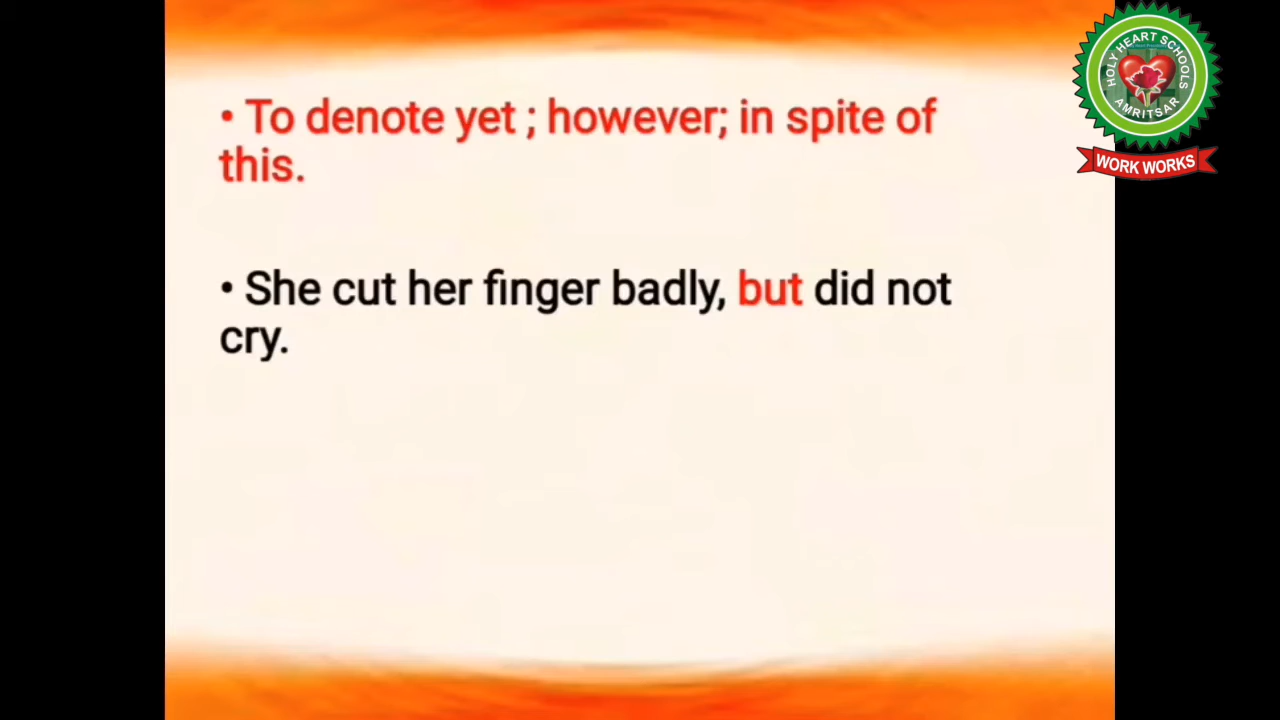 • To denote yet ; however; in spite of
this.
• She cut her finger badly, but did not
cry.
HOLY HEART SCHOOLS
AMRITSAR
WORK WORKS